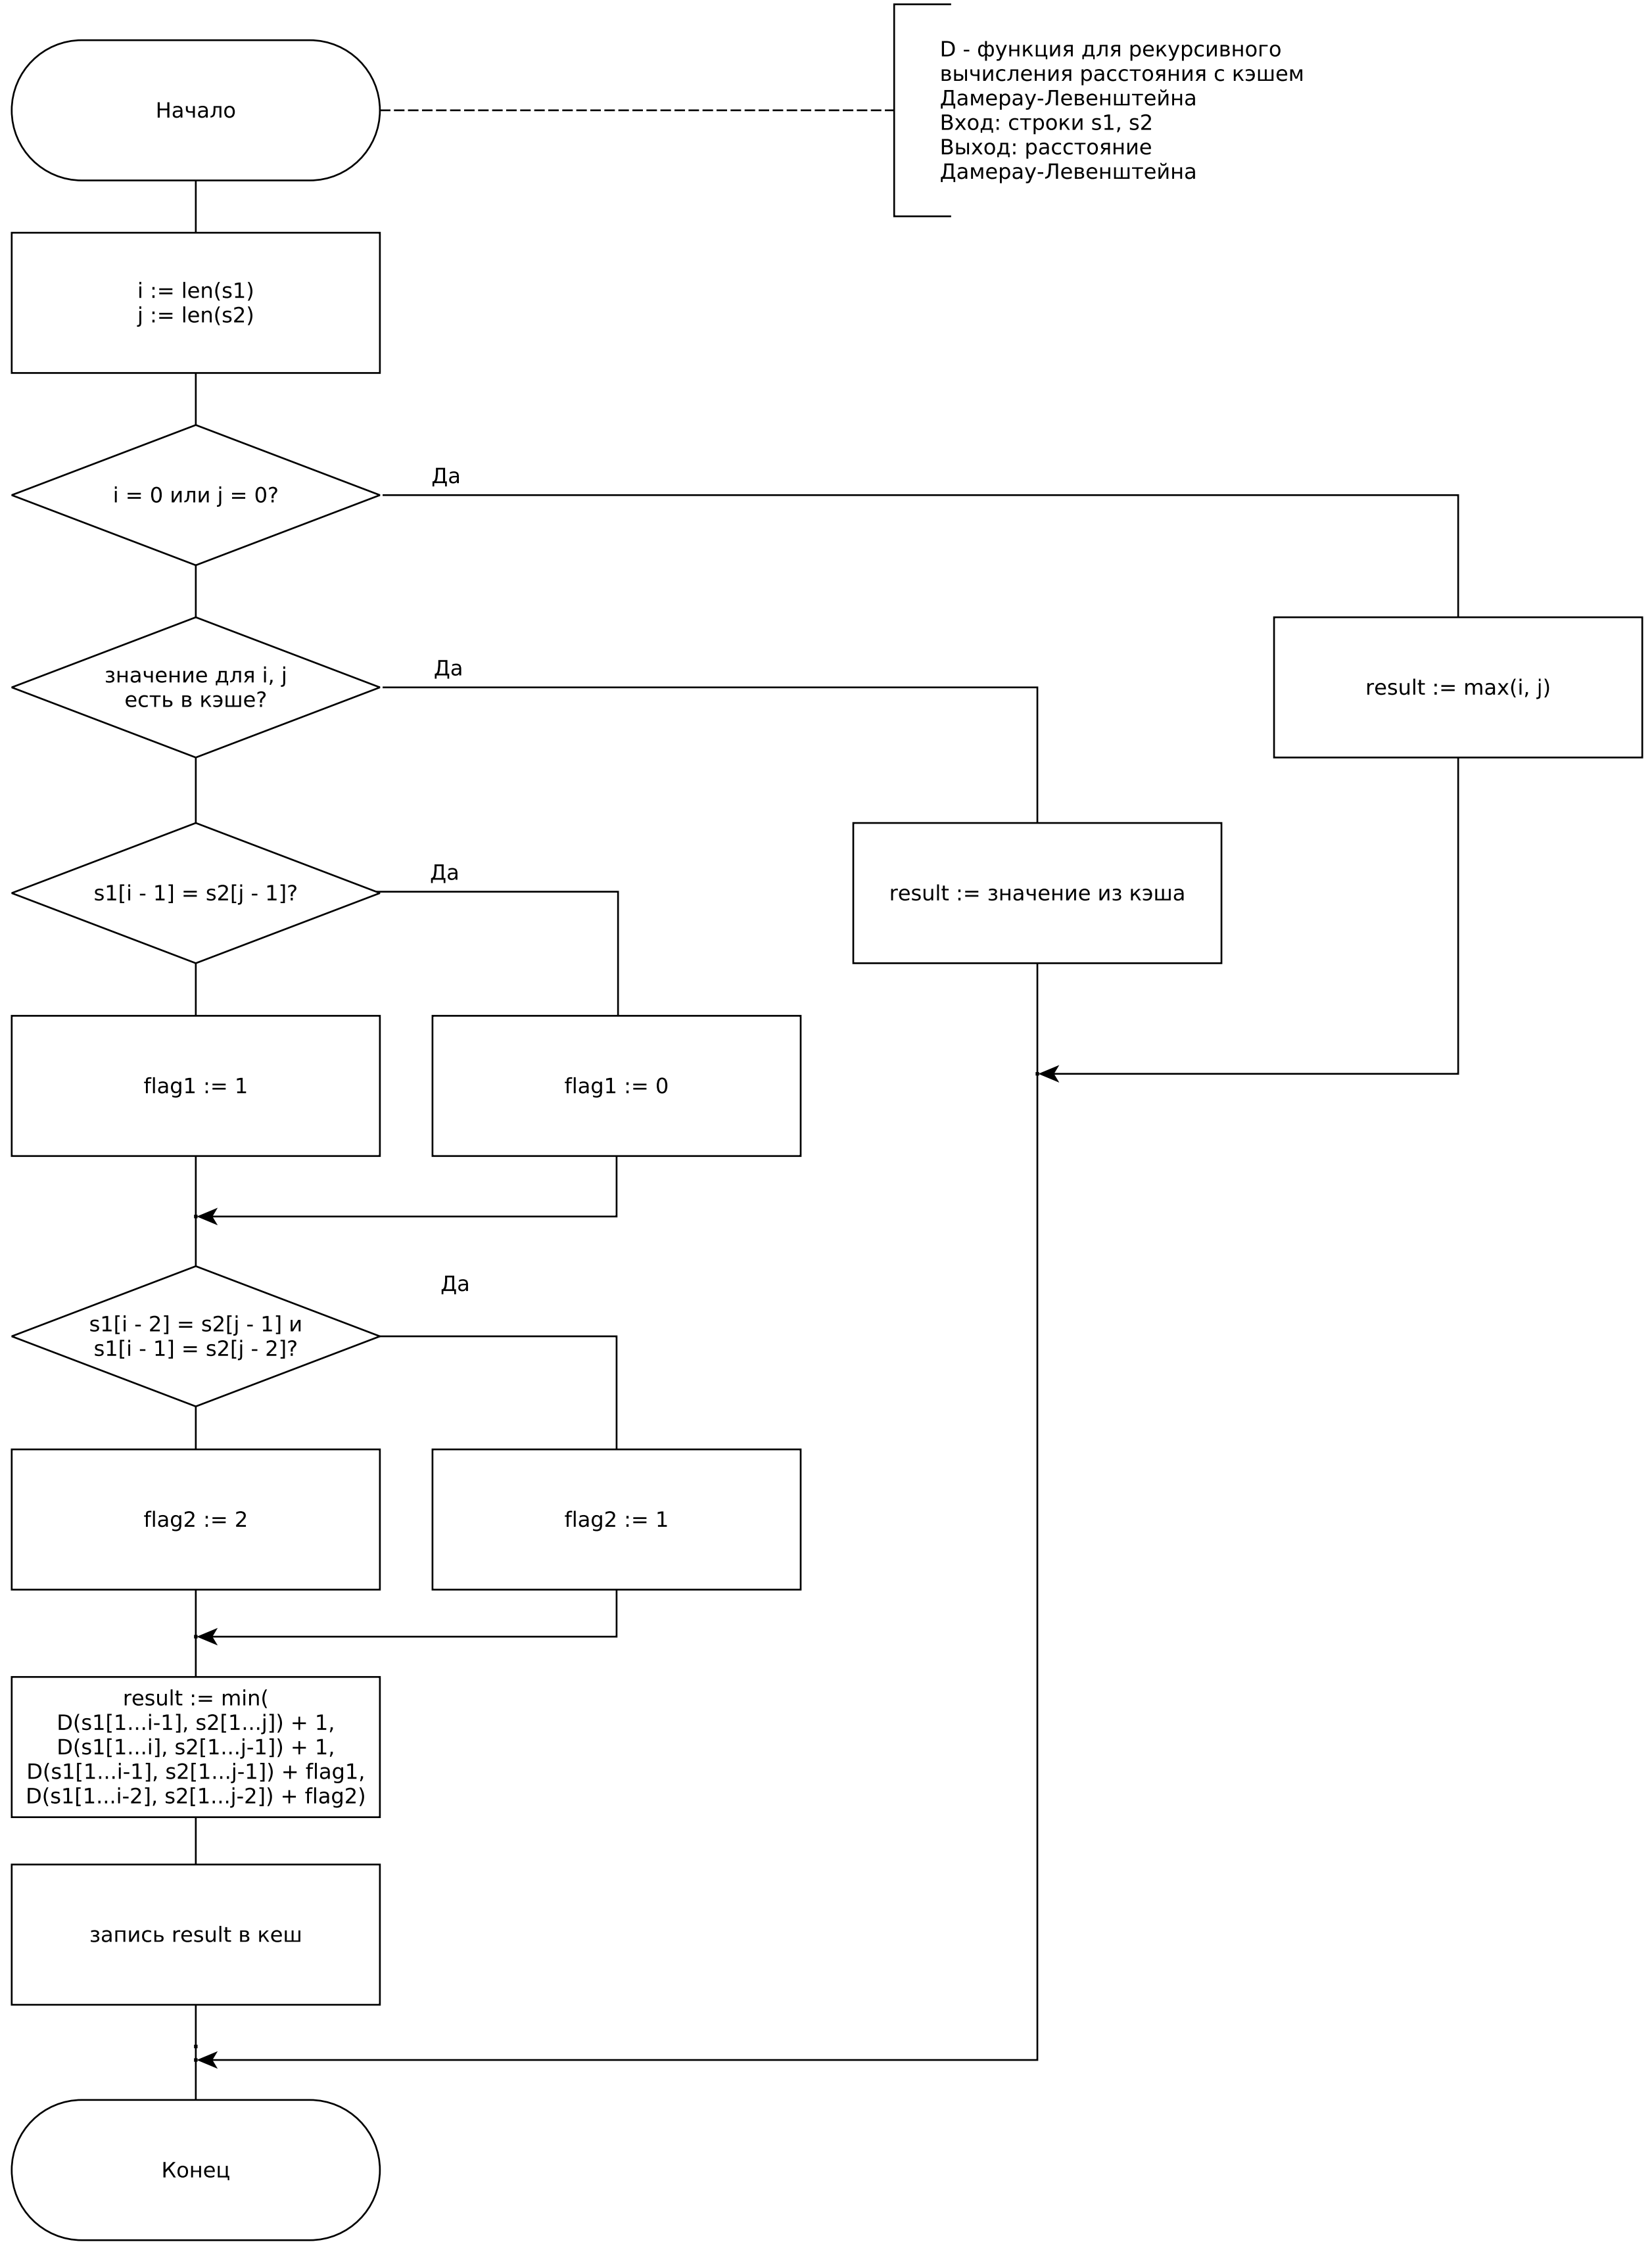 Начало
D - функция для рекурсивного
вычисления расстояния с кэшем
Дамерау-Левенштейна
Вход: строки s1, s2
Выход: расстояние
Дамерау-Левенштейна
i := len(s1)
j := len(s2)
i = 0 или j = 0?
Да
значение для i, j
есть в кэше?
Да
result := max(i, j)
s1[i - 1] = s2[j - 1]?
Да
result := значение из кэша
flag1 := 1
flag1 := 0
s1[i - 2] = s2[j - 1] и
s1[i - 1] = s2[j - 2]?
Да
flag2 := 2
flag2 := 1
result := min(
D(s1[1...i-1], s2[1...j]) + 1,
D(s1[1...i], s2[1...j-1]) + 1,
D(s1[1...i-1], s2[1...j-1]) + flag1,
D(s1[1...i-2], s2[1...j-2]) + flag2)
запись result в кеш
Конец